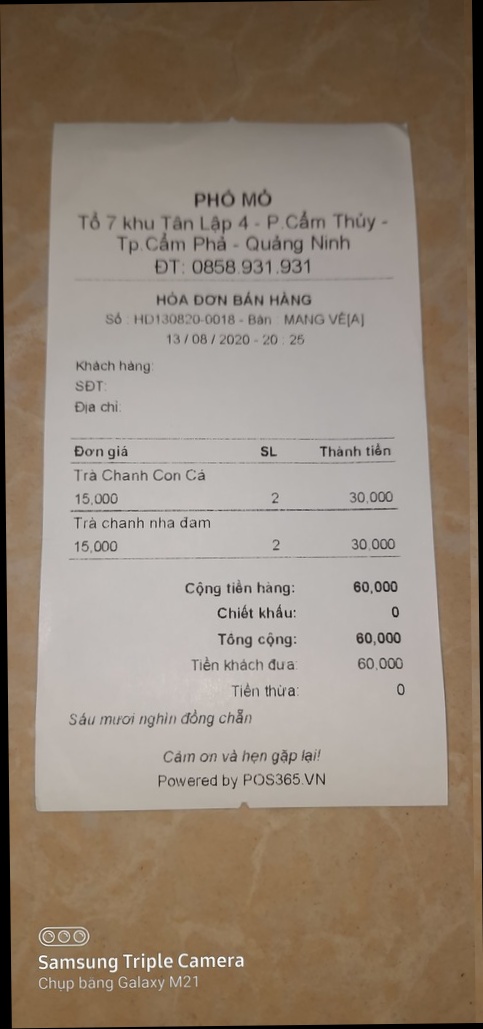 PHỐ MỎ
Tổ 7 khu Tân Lập 4 - P.Cẩm Thủy -
Tp.Cẩm Phả - Quảng Ninh
ĐT: 0858.931.931
HÓA ĐƠN BÁN HÀNG
Số : HD130820-0018 - Bàn : MANG VỀ[A]
13 / 08 / 2020 - 20 : 25
Khách hàng:
SĐT:
Địa chỉ:
Đơn giá SL Thành tiền
Trà Chanh Con Cá
15,000 2 30,000
Trà chanh nha đam
15,000 2 30,000
Cộng tiền hàng: 60,000
Chiết khấu: 0
Tổng cộng: 60,000
Tiền khách đưa: 60,000
Tiền thừa: 0
Sáu mươi nghìn đồng chẵn
Cám ơn và hẹn gặp lại!
Powered by POS365.VN
Samsung Triple Camera
Chụp bằng Galaxy M21